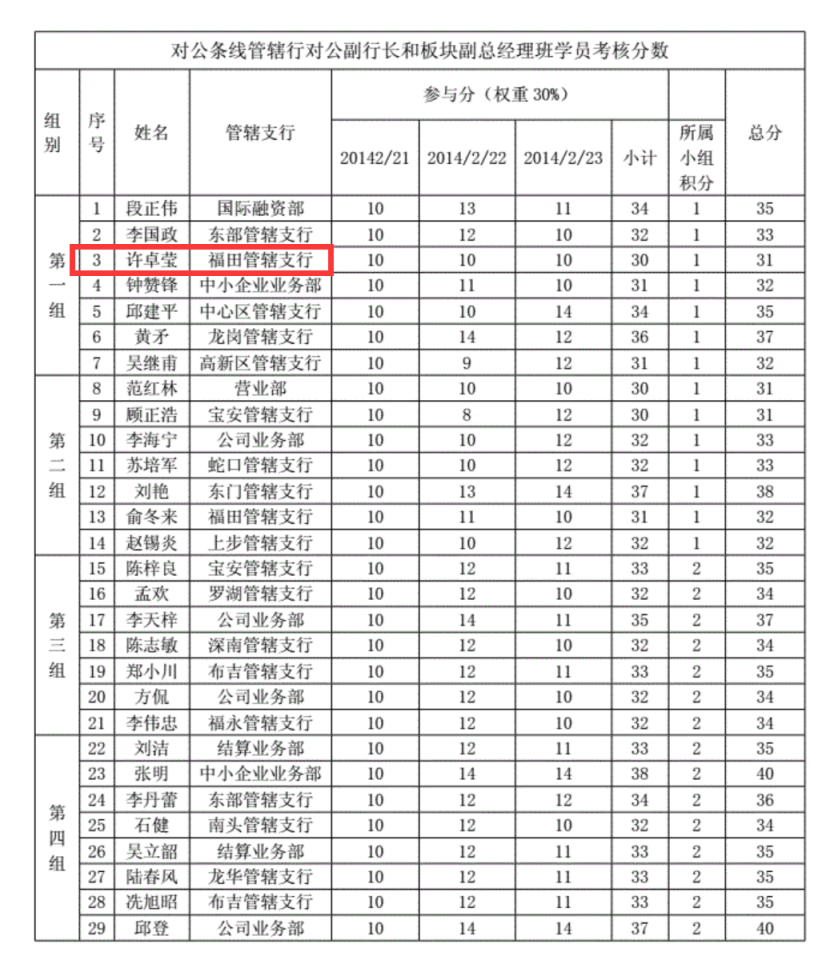 对公条线管辖行对公副行长和板块副总经理班学员考核分数
组别 序号 姓名 管辖支行 参与分（权重 30%） 所属小组积分 总分
20142/21 2014/2/22 2014/2/23 小计
第一组
1 段正伟 国际融资部 10 13 11 34 1 35
2 李国政 东部管辖支行 10 12 10 32 1 33
3 许卓莹 福田管辖支行 10 10 10 30 1 31
4 钟赞锋 中小企业业务部 10 11 10 31 1 32
5 邱建平 中心区管辖支行 10 10 14 34 1 35
6 黄矛 龙岗管辖支行 10 14 12 36 1 37
7 吴继甫 高新区管辖支行 10 9 12 31 1 32
第二组
8 范红林 营业部 10 10 10 30 1 31
9 顾正浩 宝安管辖支行 10 8 12 30 1 31
10 李海宁 公司业务部 10 10 12 32 1 33
11 苏培军 蛇口管辖支行 10 10 12 32 1 33
12 刘艳 东门管辖支行 10 13 14 37 1 38
13 俞冬来 福田管辖支行 10 11 10 31 1 32
14 赵锡炎 上步管辖支行 10 10 12 32 1 32
第三组
15 陈梓良 宝安管辖支行 10 12 11 33 2 35
16 孟欢 罗湖管辖支行 10 12 10 32 2 34
17 李天梓 公司业务部 10 14 11 35 2 37
18 陈志敏 深南管辖支行 10 12 10 32 2 34
19 郑小川 布吉管辖支行 10 12 11 33 2 35
20 方侃 公司业务部 10 12 10 32 2 34
21 李伟忠 福永管辖支行 10 12 10 32 2 34
第四组
22 刘洁 结算业务部 10 12 11 33 2 35
23 张明 中小企业业务部 10 14 14 38 2 40
24 李丹蕾 东部管辖支行 10 12 12 34 2 36
25 石健 南头管辖支行 10 12 10 32 2 34
26 吴立韶 结算业务部 10 12 11 33 2 35
27 陆春风 龙华管辖支行 10 12 11 33 2 35
28 冼旭昭 布吉管辖支行 10 12 11 33 2 35
29 邱登 公司业务部 10 14 14 37 2 40